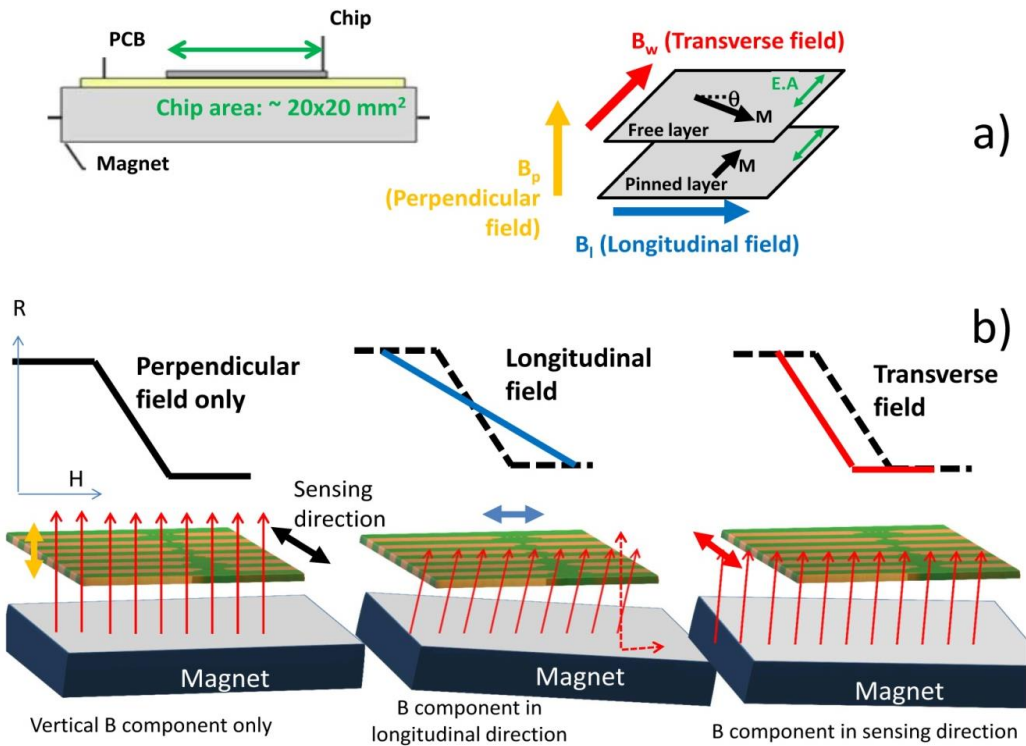 Chip
PCB
Chip area: ~ 20x20 mm²
Magnet
B_w (Transverse field)
E.A
θ
M
Free layer
M
Pinned layer
B_p
(Perpendicular
field)
B_l (Longitudinal field)
a)
b)
R
H
Perpendicular
field only
Longitudinal
field
Transverse
field
Sensing
direction
Magnet
Magnet
Magnet
Vertical B component only
B component in
longitudinal direction
B component in sensing direction